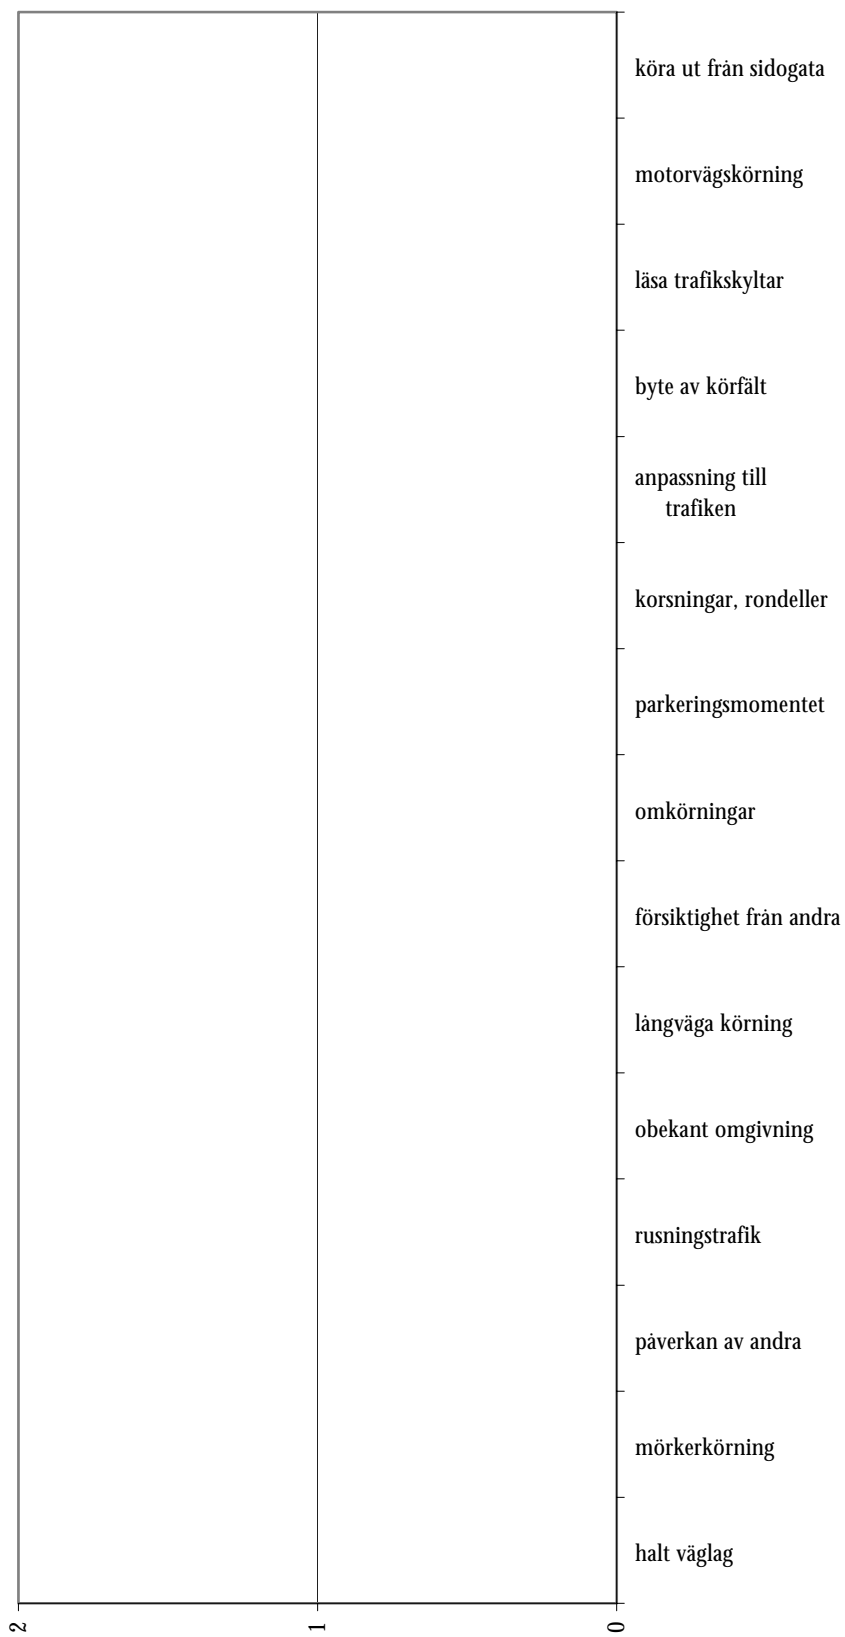 köra ut från sidogata
motorvägskörning
läsa trafikskyltar
byte av körfält
anpassning till
trafiken
korsningar, rondeller
parkeringsmomentet
omkörningar
försiktighet från andra
långväga körning
obekant omgivning
rusningstrafik
påverkan av andra
mörkerkörning
halt väglag
2
1
0